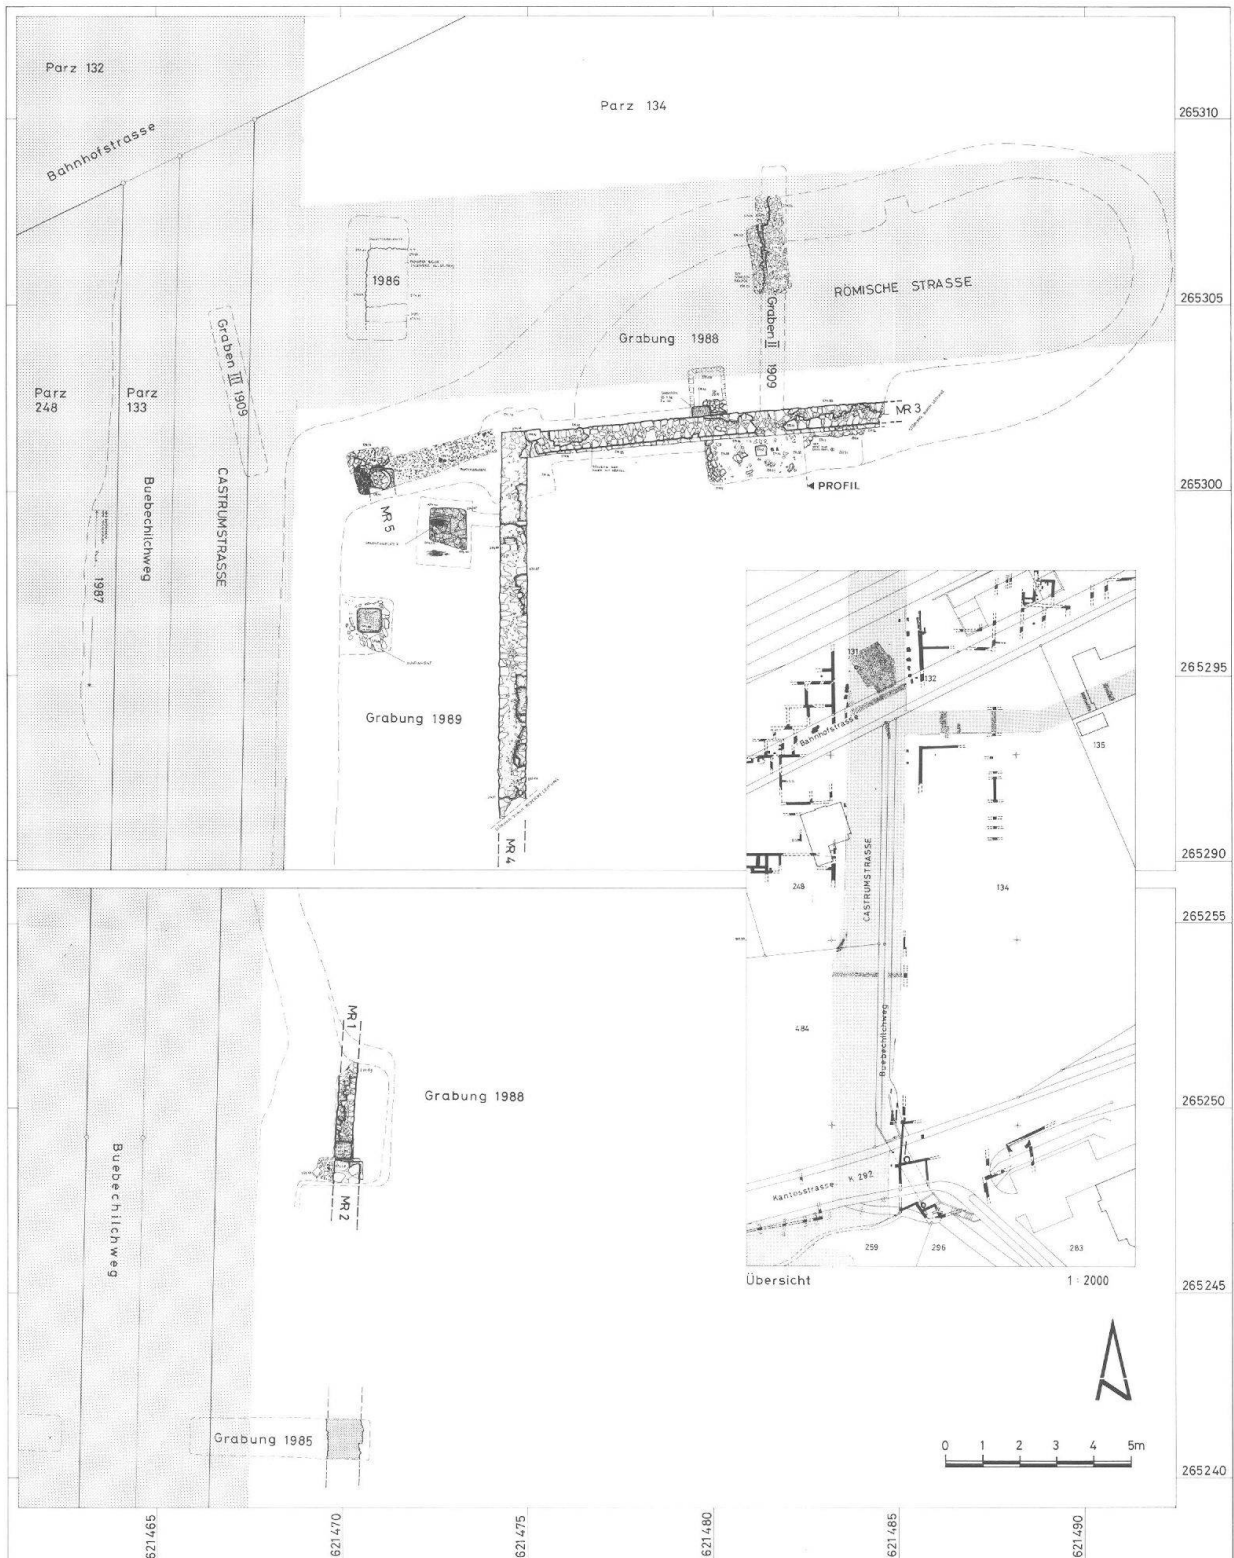 Parz 132
Bahnhofstrasse
Parz 134
265310
1986
RÖMISCHE STRASSE
265305
Graben II 1909
Grabung 1988
Graben III 1909
Parz
248
Parz
133
MR 3
265300
PROFIL
MR 5
CASTRUMSTRASSE
Buebechilchweg
1987
Grabung 1989
265295
MR 4
265290
131
132
Bahnhofstrasse
135
CASTRUMSTRASSE
248
134
484
Buebechilchweg
Kantosstrasse K 292
259
296
283
Übersicht
1:2000
265255
MR 1
Grabung 1988
265250
MR 2
Buebechilchweg
265245
Grabung 1985
0 1 2 3 4 5m
265240
621465
621470
621475
621480
621485
621490